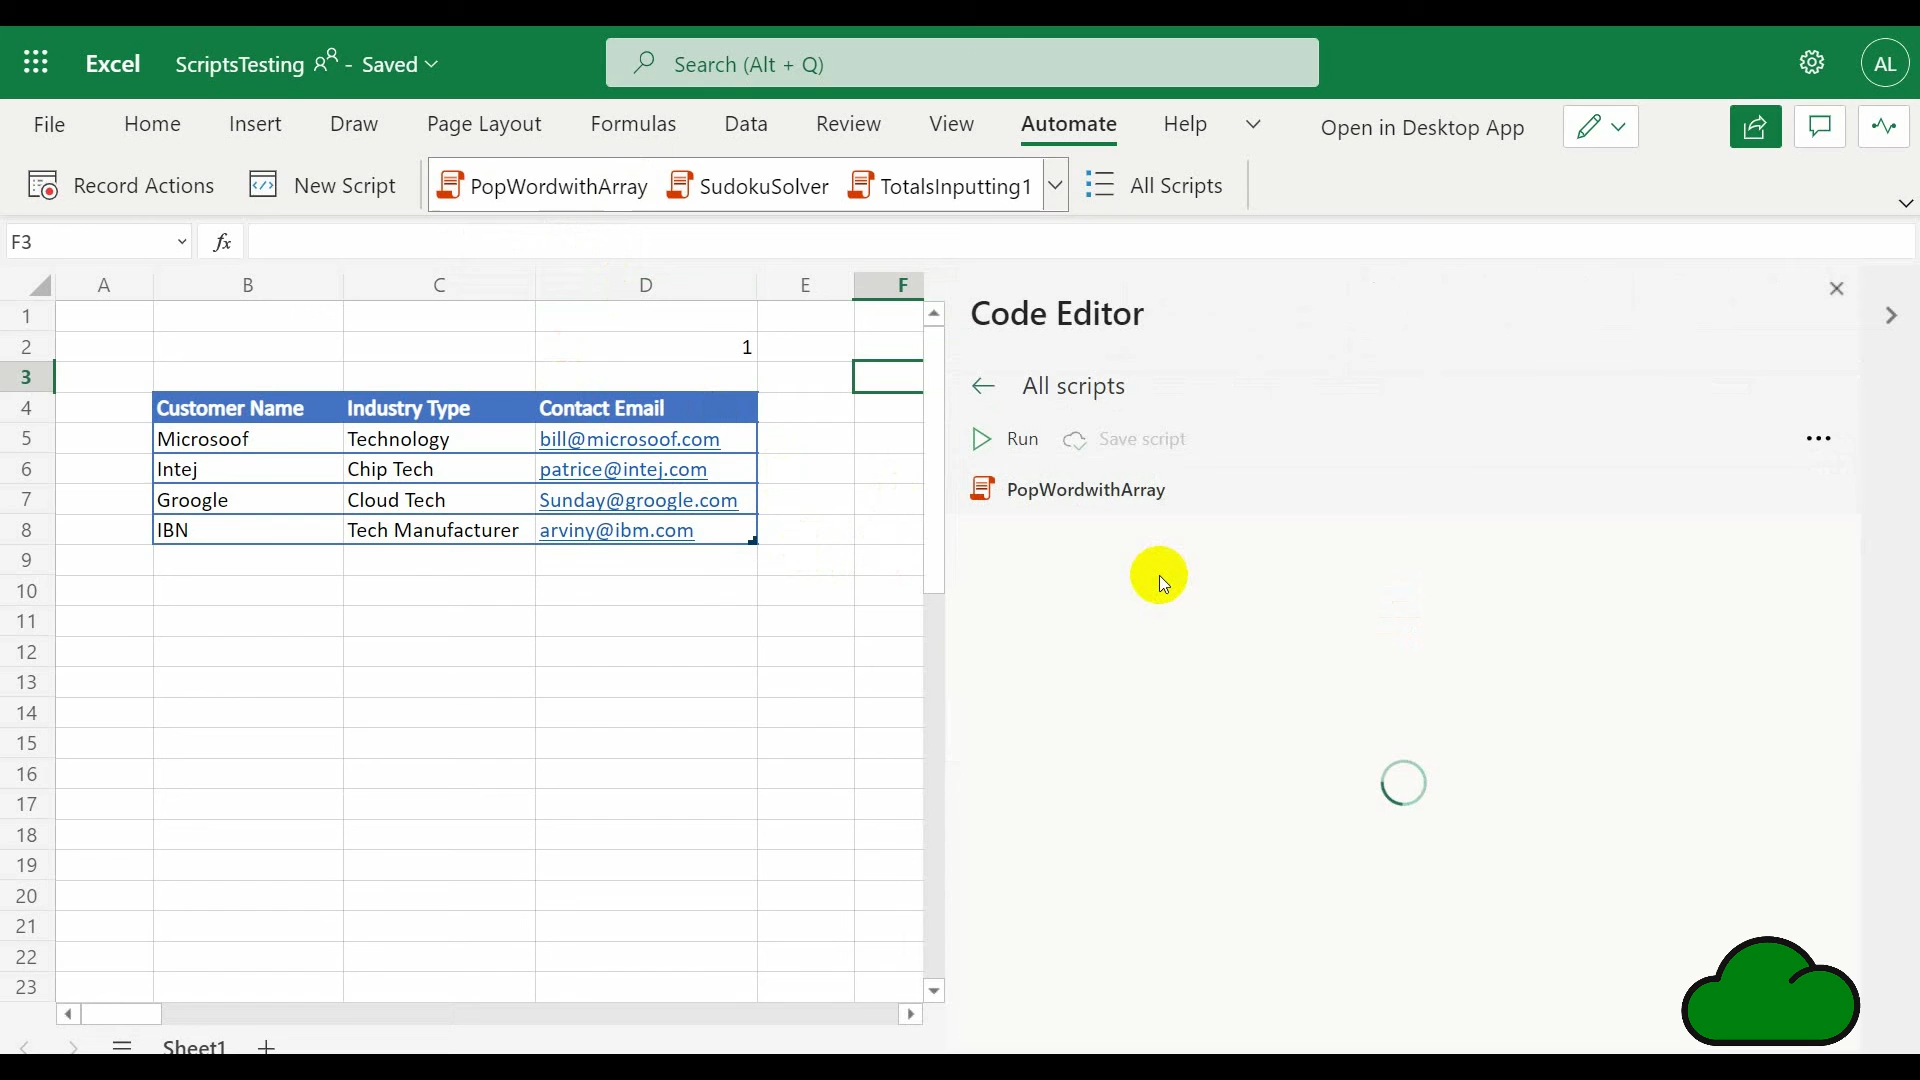 Excel ScriptsTesting - Saved Search (Alt + Q) AL
File Home Insert Draw Page Layout Formulas Data Review View Automate Help Open in Desktop App
Record Actions New Script PopWordwithArray SudokuSolver TotalsInputting1 All Scripts
F3 fx
A B C D E F
1
2 1
3
4 Customer Name Industry Type Contact Email
5 Microsoof Technology bill@microsoof.com
6 Intej Chip Tech patrice@intej.com
7 Groogle Cloud Tech Sunday@groogle.com
8 IBN Tech Manufacturer arviny@ibm.com
9
10
11
12
13
14
15
16
17
18
19
20
21
22
23
Sheet1
Code Editor
All scripts
Run Save script
PopWordwithArray